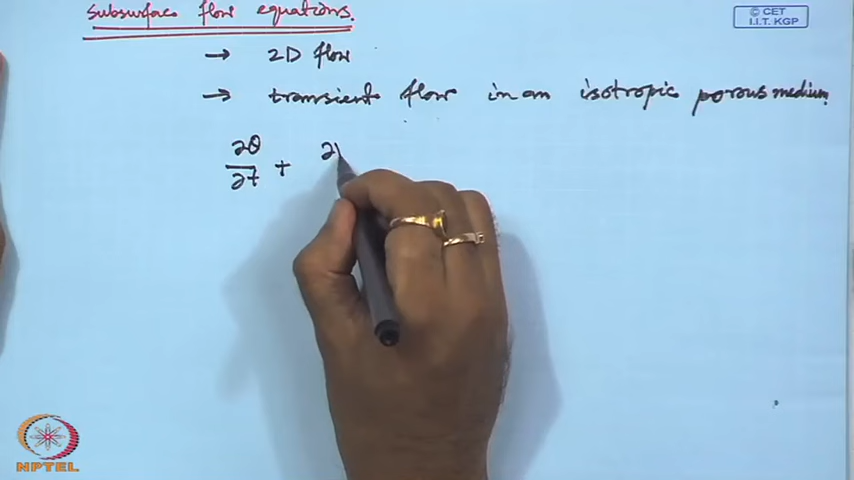 subsurface flow equations.
© CET
I.I.T. KGP
→ 2D flow
→ transient flow in an isotropic porous medium.
∂θ/∂t + ∂
NPTEL